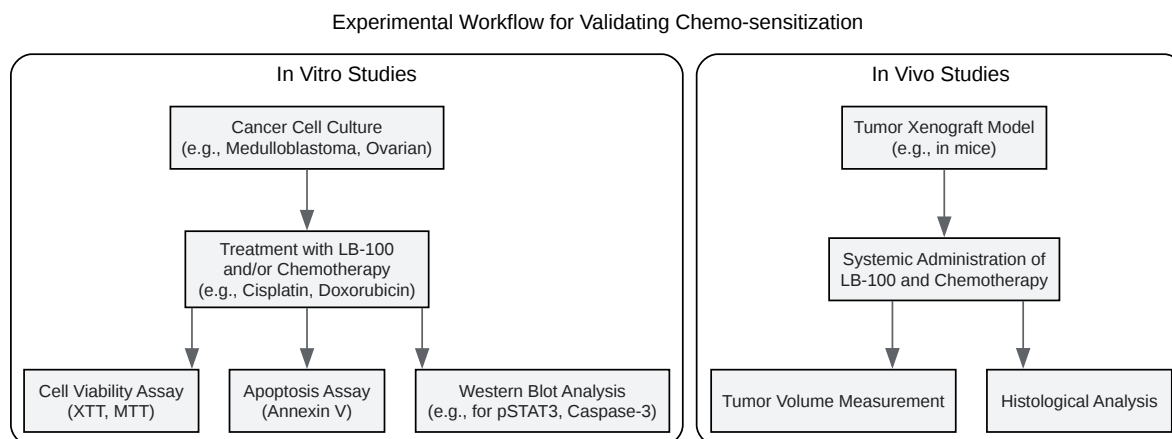 Experimental Workflow for Validating Chemo-sensitization
In Vitro Studies
Cancer Cell Culture
(e.g., Medulloblastoma, Ovarian)
Treatment with LB-100
and/or Chemotherapy
(e.g., Cisplatin, Doxorubicin)
Cell Viability Assay
(XTT, MTT)
Apoptosis Assay
(Annexin V)
Western Blot Analysis
(e.g., for pSTAT3, Caspase-3)
In Vivo Studies
Tumor Xenograft Model
(e.g., in mice)
Systemic Administration of
LB-100 and Chemotherapy
Tumor Volume Measurement
Histological Analysis